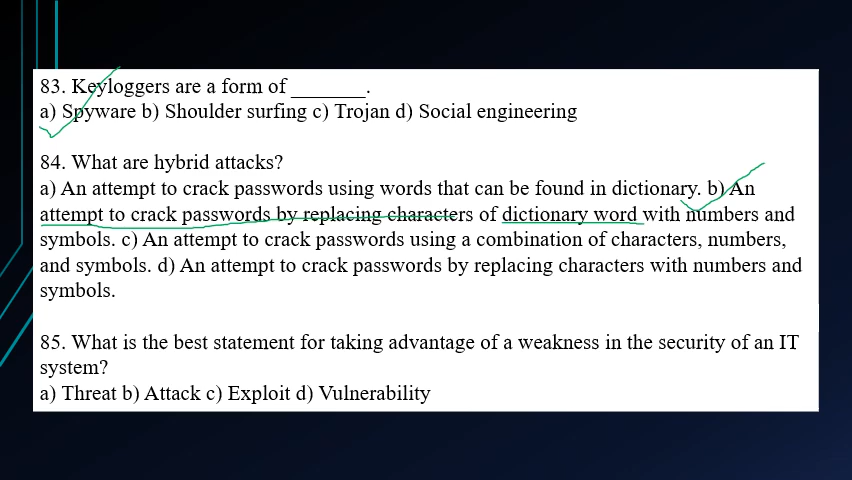 83. Keyloggers are a form of _______.
a) Spyware b) Shoulder surfing c) Trojan d) Social engineering
84. What are hybrid attacks?
a) An attempt to crack passwords using words that can be found in dictionary. b) An
attempt to crack passwords by replacing characters of dictionary word with numbers and
symbols. c) An attempt to crack passwords using a combination of characters, numbers,
and symbols. d) An attempt to crack passwords by replacing characters with numbers and
symbols.
85. What is the best statement for taking advantage of a weakness in the security of an IT
system?
a) Threat b) Attack c) Exploit d) Vulnerability